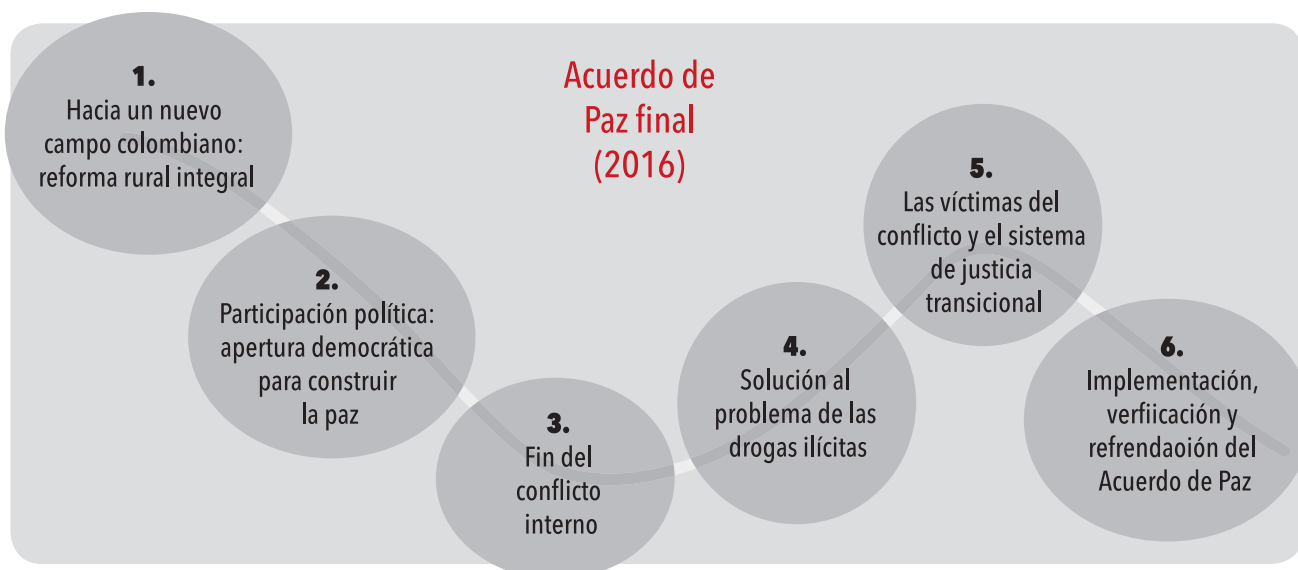 Acuerdo de
Paz final
(2016)
1.
Hacia un nuevo
campo colombiano:
reforma rural integral
2.
Participación política:
apertura democrática
para construir
la paz
3.
Fin del
conflicto
interno
4.
Solución al
problema de las
drogas ilícitas
5.
Las víctimas del
conflicto y el sistema
de justicia
transicional
6.
Implementación,
verfiicación y
refrendaoión del
Acuerdo de Paz